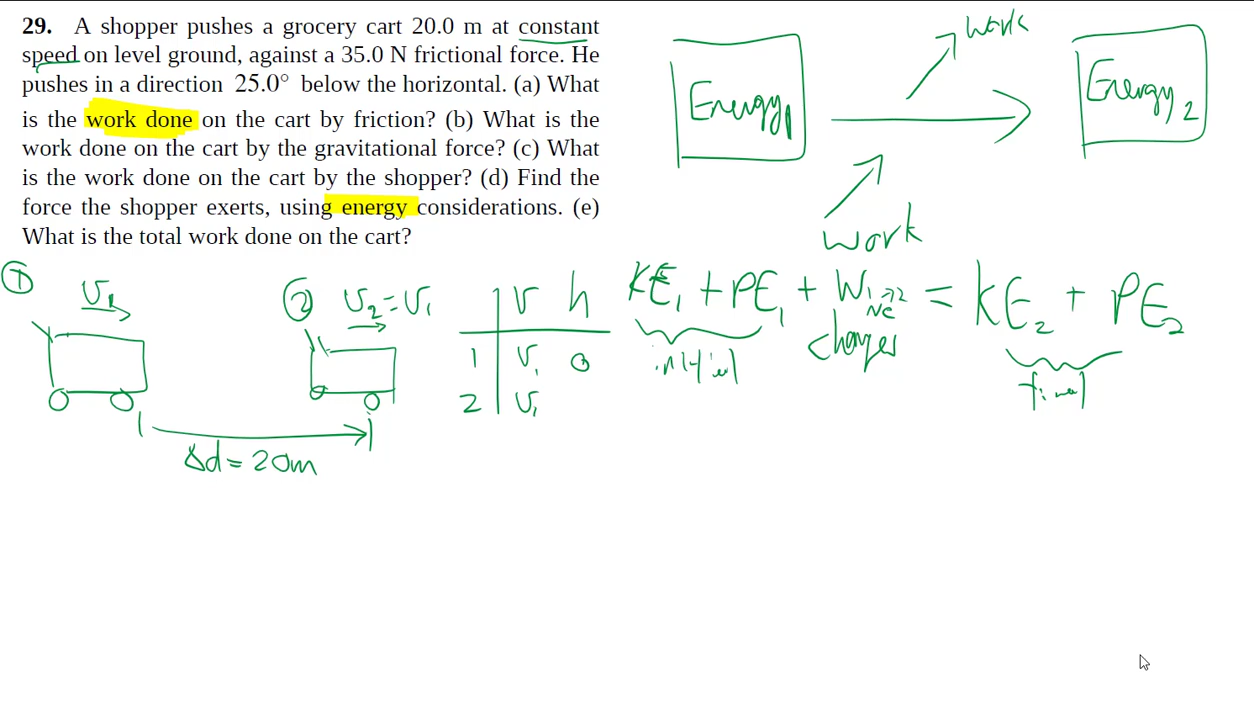 29. A shopper pushes a grocery cart 20.0 m at constant
speed on level ground, against a 35.0 N frictional force. He
pushes in a direction 25.0° below the horizontal. (a) What
is the work done on the cart by friction? (b) What is the
work done on the cart by the gravitational force? (c) What
is the work done on the cart by the shopper? (d) Find the
force the shopper exerts, using energy considerations. (e)
What is the total work done on the cart?
work
Energy1
Energy2
work
① V1
② V2=V1
Δd=20m
V h
1 V1 0
2 V1
KE1 + PE1 + W1→2 NC = KE2 + PE2
initial
changes
final